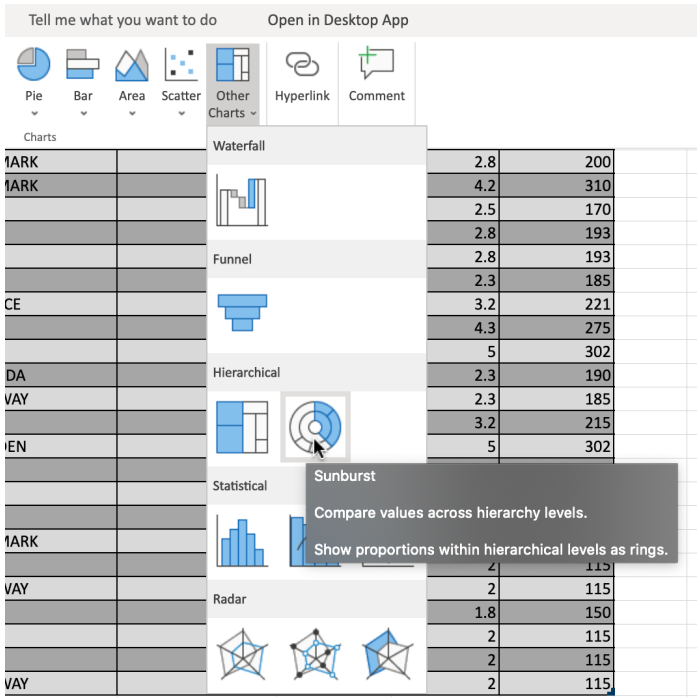 Tell me what you want to do Open in Desktop App
Pie Bar Area Scatter Other Charts Hyperlink Comment
Charts
Waterfall
Funnel
Hierarchical
Statistical
Radar
Sunburst
Compare values across hierarchy levels.
Show proportions within hierarchical levels as rings.
MARK 2.8 200
MARK 4.2 310
2.5 170
2.8 193
2.8 193
2.3 185
CE 3.2 221
4.3 275
5 302
DA 2.3 190
WAY 2.3 185
3.2 215
DEN 5 302
MARK
2 115
WAY 2 115
1.8 150
2 115
2 115
WAY 2 115